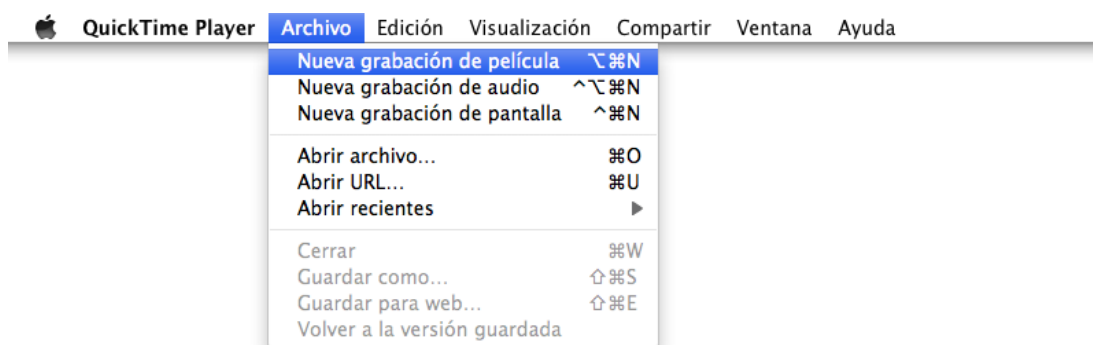 QuickTime Player Archivo Edición Visualización Compartir Ventana Ayuda
Nueva grabación de película ⌥⌘N
Nueva grabación de audio ^⌥⌘N
Nueva grabación de pantalla ^⌘N
Abrir archivo... ⌘O
Abrir URL... ⌘U
Abrir recientes ▶
Cerrar ⌘W
Guardar como... ⇧⌘S
Guardar para web... ⇧⌘E
Volver a la versión guardada